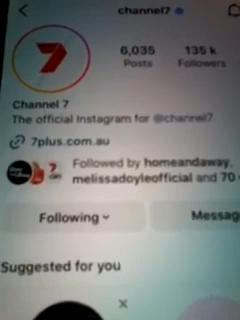 channel7
6,035 135 k
Posts Followers
Channel 7
The official Instagram for @channel7
7plus.com.au
Followed by homeandaway,
melissadoyleofficial and 70
Following Messag
Suggested for you